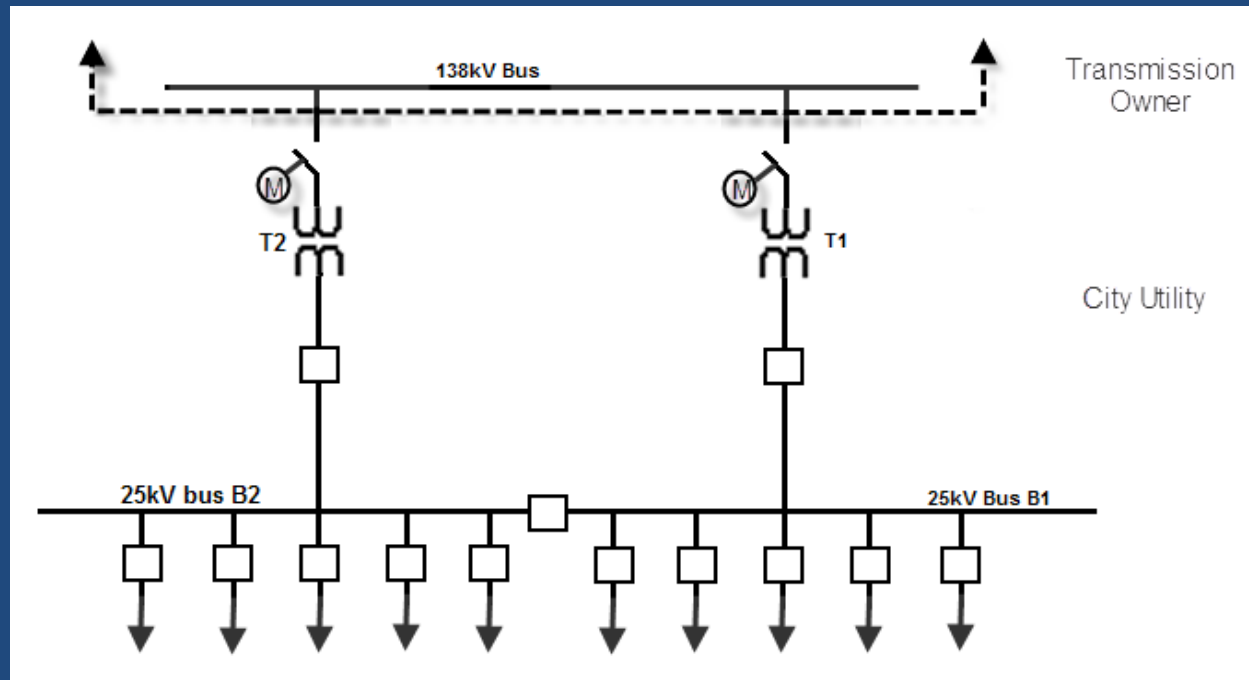 138kV Bus
Transmission
Owner
M
M
T2
T1
City Utility
25kV bus B2
25kV Bus B1